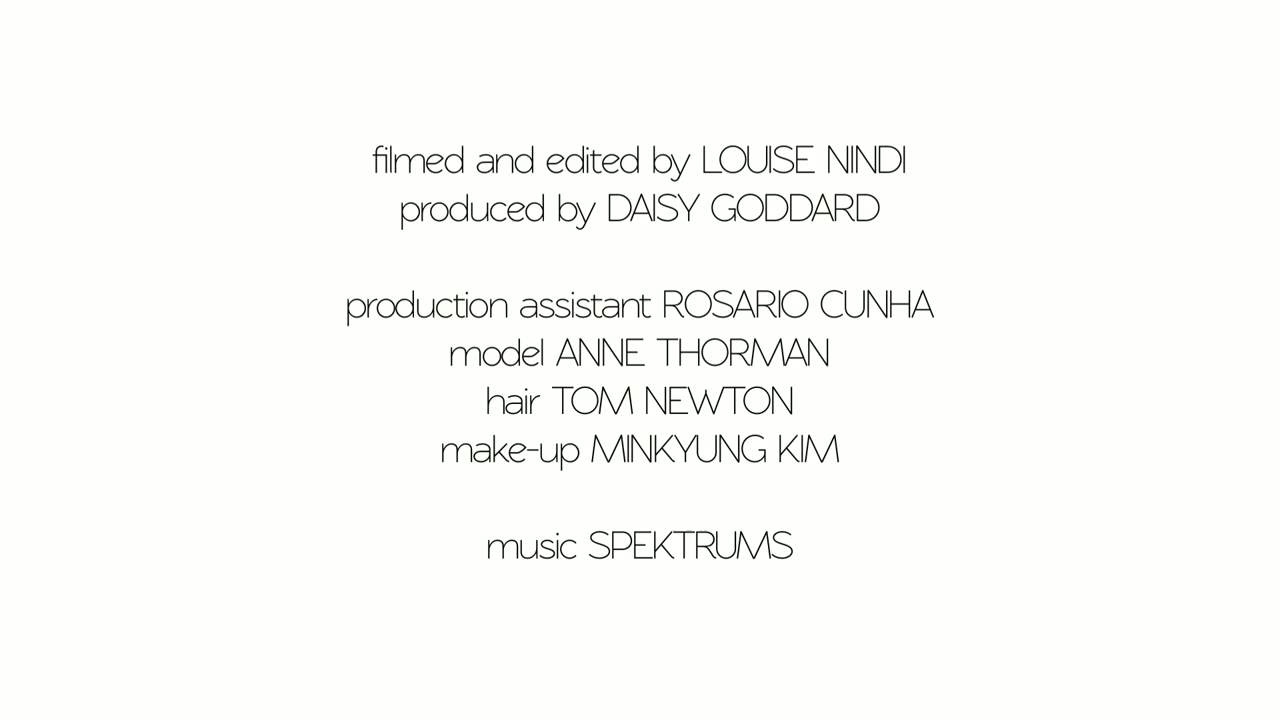 filmed and edited by LOUISE NINDI
produced by DAISY GODDARD
production assistant ROSARIO CUNHA
model ANNE THORMAN
hair TOM NEWTON
make-up MINKYUNG KIM
music SPEKTRUMS